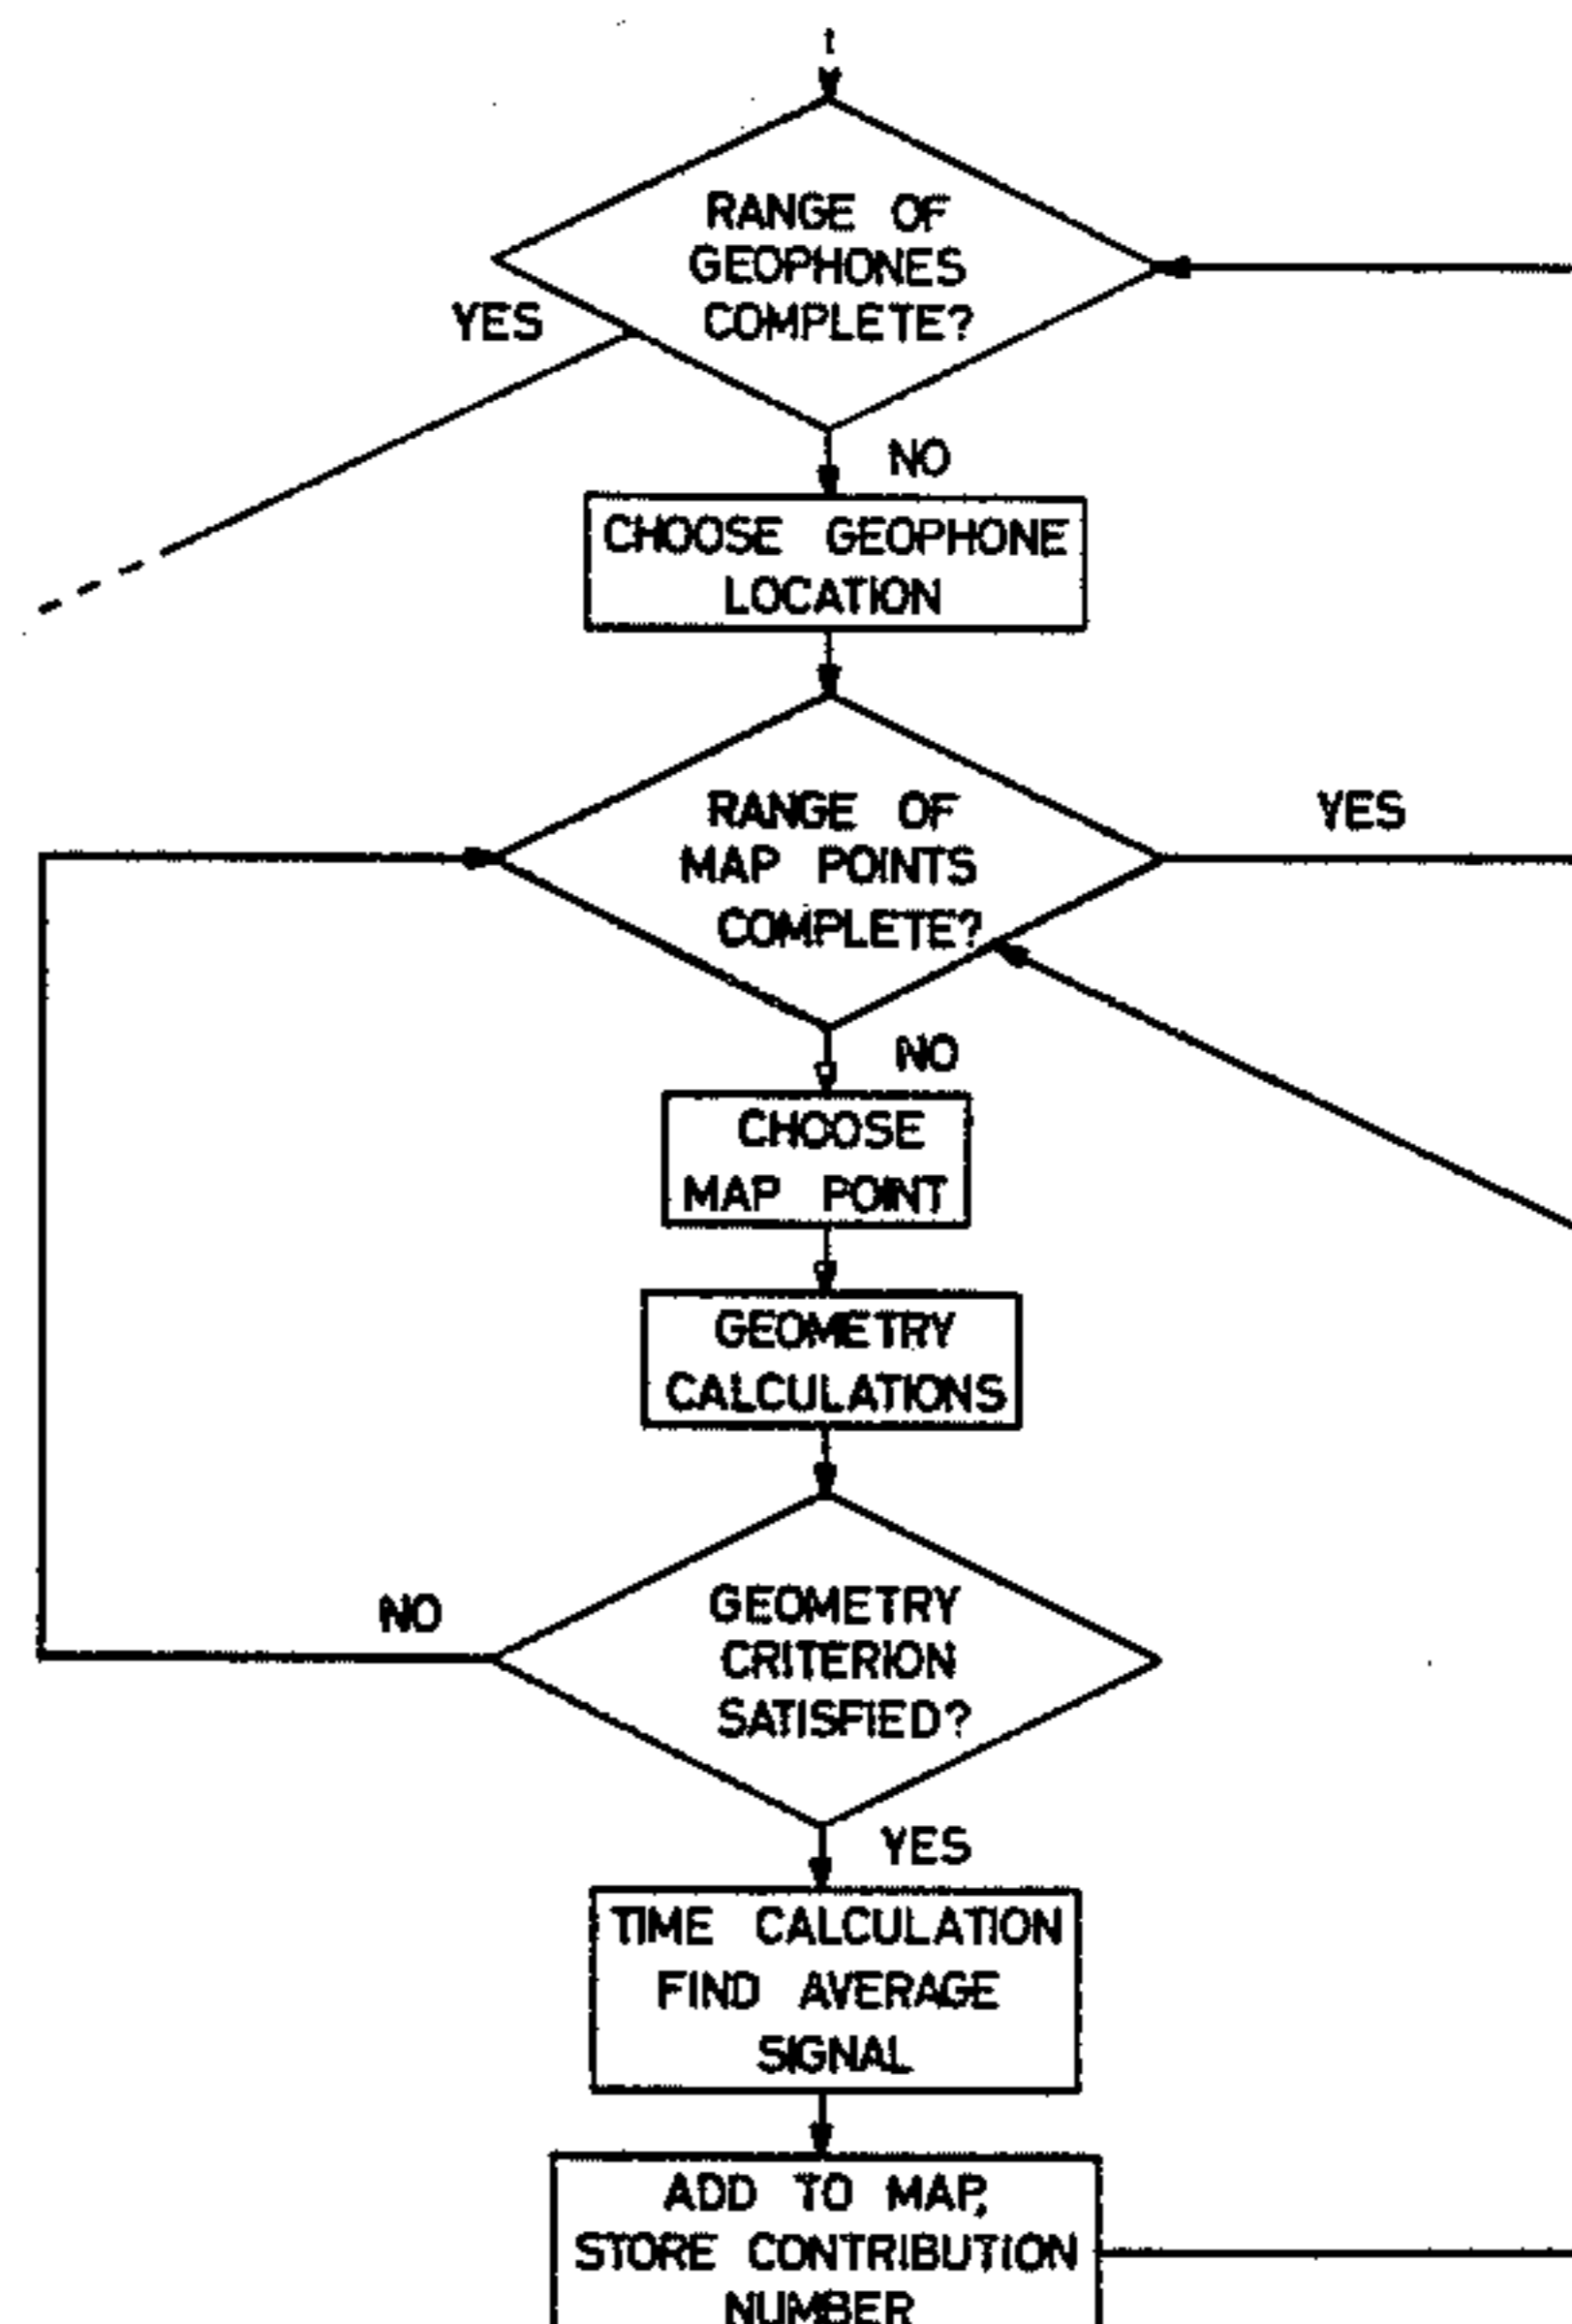 RANGE OF
GEOPHONES
COMPLETE?
YES
NO
CHOOSE GEOPHONE
LOCATION
RANGE OF
MAP POINTS
COMPLETE?
YES
NO
CHOOSE
MAP POINT
GEOMETRY
CALCULATIONS
GEOMETRY
CRITERION
SATISFIED?
NO
YES
TIME CALCULATION
FIND AVERAGE
SIGNAL
ADD TO MAP,
STORE CONTRIBUTION
NUMBER